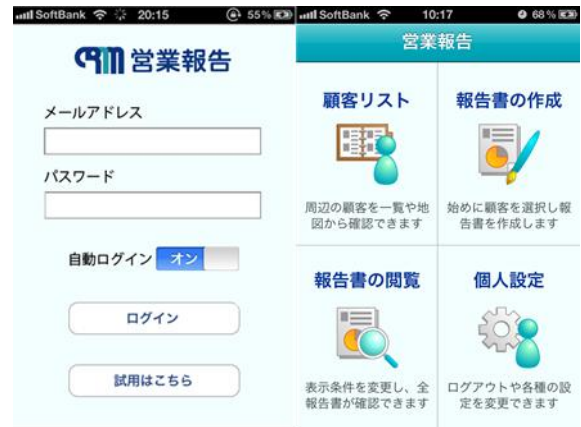 SoftBank 20:15 55%
CRM 営業報告
メールアドレス
パスワード
自動ログイン オン
ログイン
試用はこちら
SoftBank 10:17 68%
営業報告
顧客リスト
周辺の顧客を一覧や地
図から確認できます
報告書の作成
始めに顧客を選択し報
告書を作成します
報告書の閲覧
表示条件を変更し、全
報告書が確認できます
個人設定
ログアウトや各種の設
定を変更できます